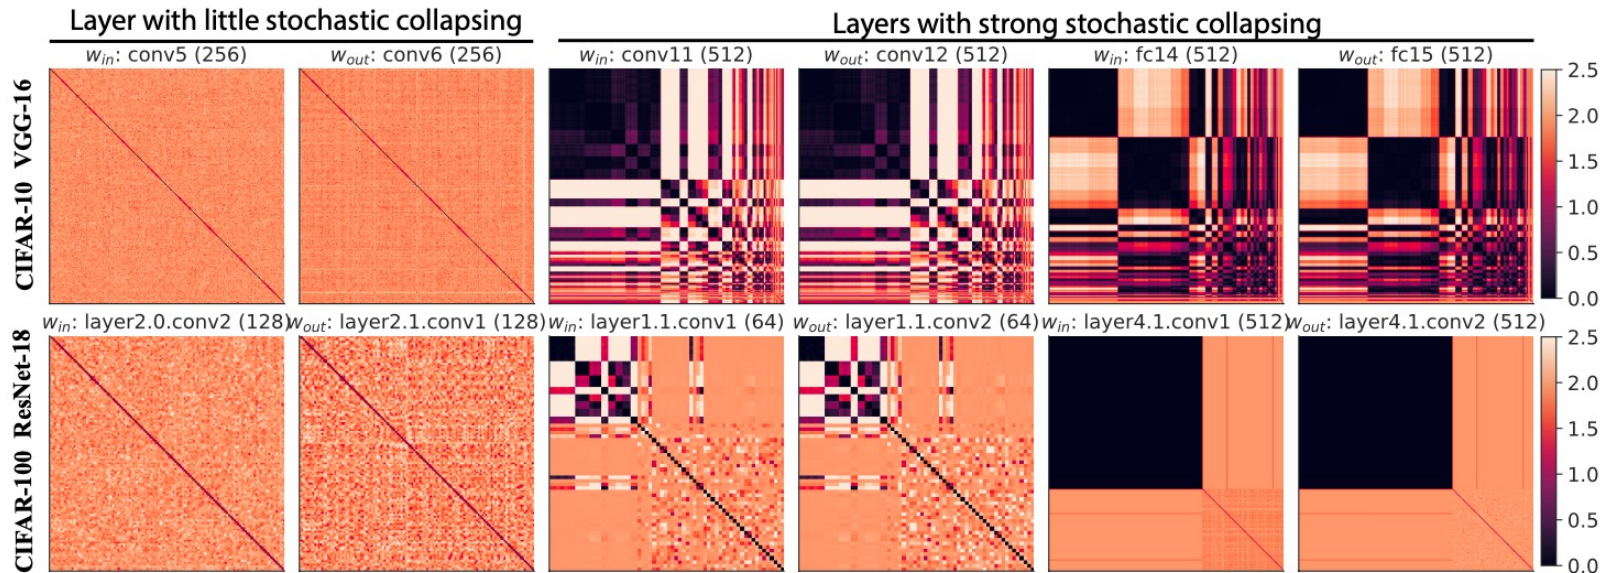 Layer with little stochastic collapsing
Layers with strong stochastic collapsing
w_in: conv5 (256)
w_out: conv6 (256)
w_in: conv11 (512)
w_out: conv12 (512)
w_in: fc14 (512)
w_out: fc15 (512)
CIFAR-10 VGG-16
2.5
2.0
1.5
1.0
0.5
0.0
w_in: layer2.0.conv2 (128)
w_out: layer2.1.conv1 (128)
w_in: layer1.1.conv1 (64)
w_out: layer1.1.conv2 (64)
w_in: layer4.1.conv1 (512)
w_out: layer4.1.conv2 (512)
CIFAR-100 ResNet-18
2.5
2.0
1.5
1.0
0.5
0.0